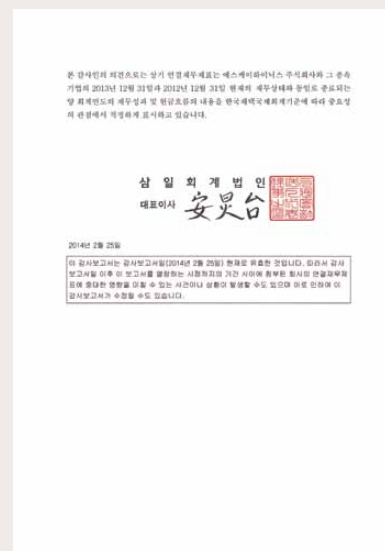 본 감사인의 의견으로는 상기 연결재무제표는 에스케이하이닉스 주식회사와 그 종속
기업의 2013년 12월 31일과 2012년 12월 31일 현재의 재무상태와 동일로 종료되는
양 회계연도의 재무성과 및 현금흐름의 내용을 한국채택국제회계기준에 따라 중요성
의 관점에서 적정하게 표시하고 있습니다.
삼 일 회 계 법 인
대표이사 安炅台
2014년 2월 25일
이 감사보고서는 감사보고서일(2014년 2월 25일) 현재로 유효한 것입니다. 따라서 감사
보고서일 이후 이 보고서를 열람하는 시점까지의 기간 사이에 첨부된 회사의 연결재무제
표에 중대한 영향을 미칠 수 있는 사건이나 상황이 발생할 수도 있으며 이로 인하여 이
감사보고서가 수정될 수도 있습니다.